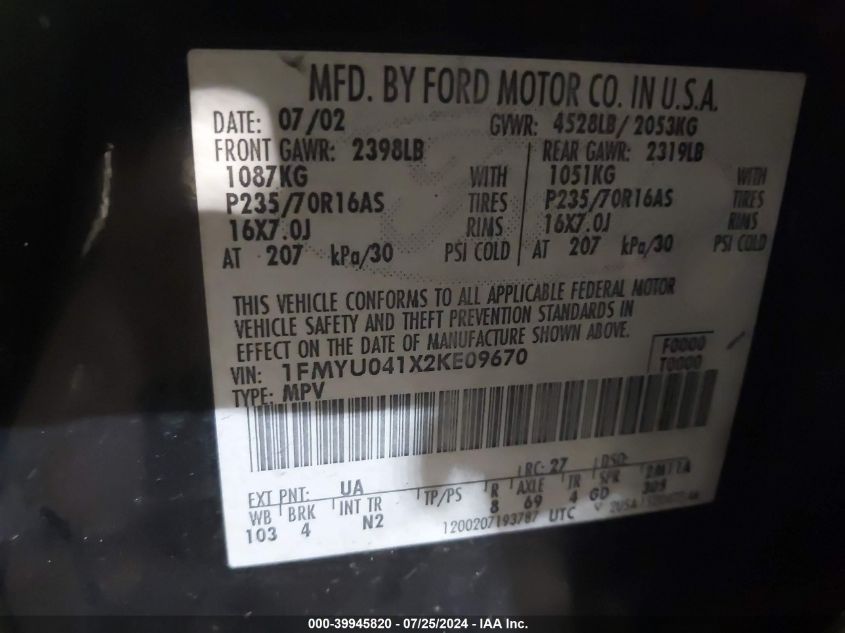 MFD. BY FORD MOTOR CO. IN U.S.A.
DATE: 07/02 GVWR: 4528LB/ 2053KG
FRONT GAWR: 2398LB REAR GAWR: 2319LB
1087KG WITH 1051KG WITH
P235/70R16AS TIRES P235/70R16AS TIRES
16X7.0J RIMS 16X7.0J RIMS
AT 207 kPa/30 PSI COLD AT 207 kPa/30 PSI COLD
THIS VEHICLE CONFORMS TO ALL APPLICABLE FEDERAL MOTOR
VEHICLE SAFETY AND THEFT PREVENTION STANDARDS IN
EFFECT ON THE DATE OF MANUFACTURE SHOWN ABOVE.
VIN: 1FMYU041X2KE09670 F0000
TYPE: MPV T0000
EXT PNT: UA RC: 27 DSO:
WB BRK INT TR TP/PS R AXLE TR SPR
103 4 N2 8 69 4 GD
1200207193787 UTC
000-39945820 / 07/25/2024 - IAA Inc.